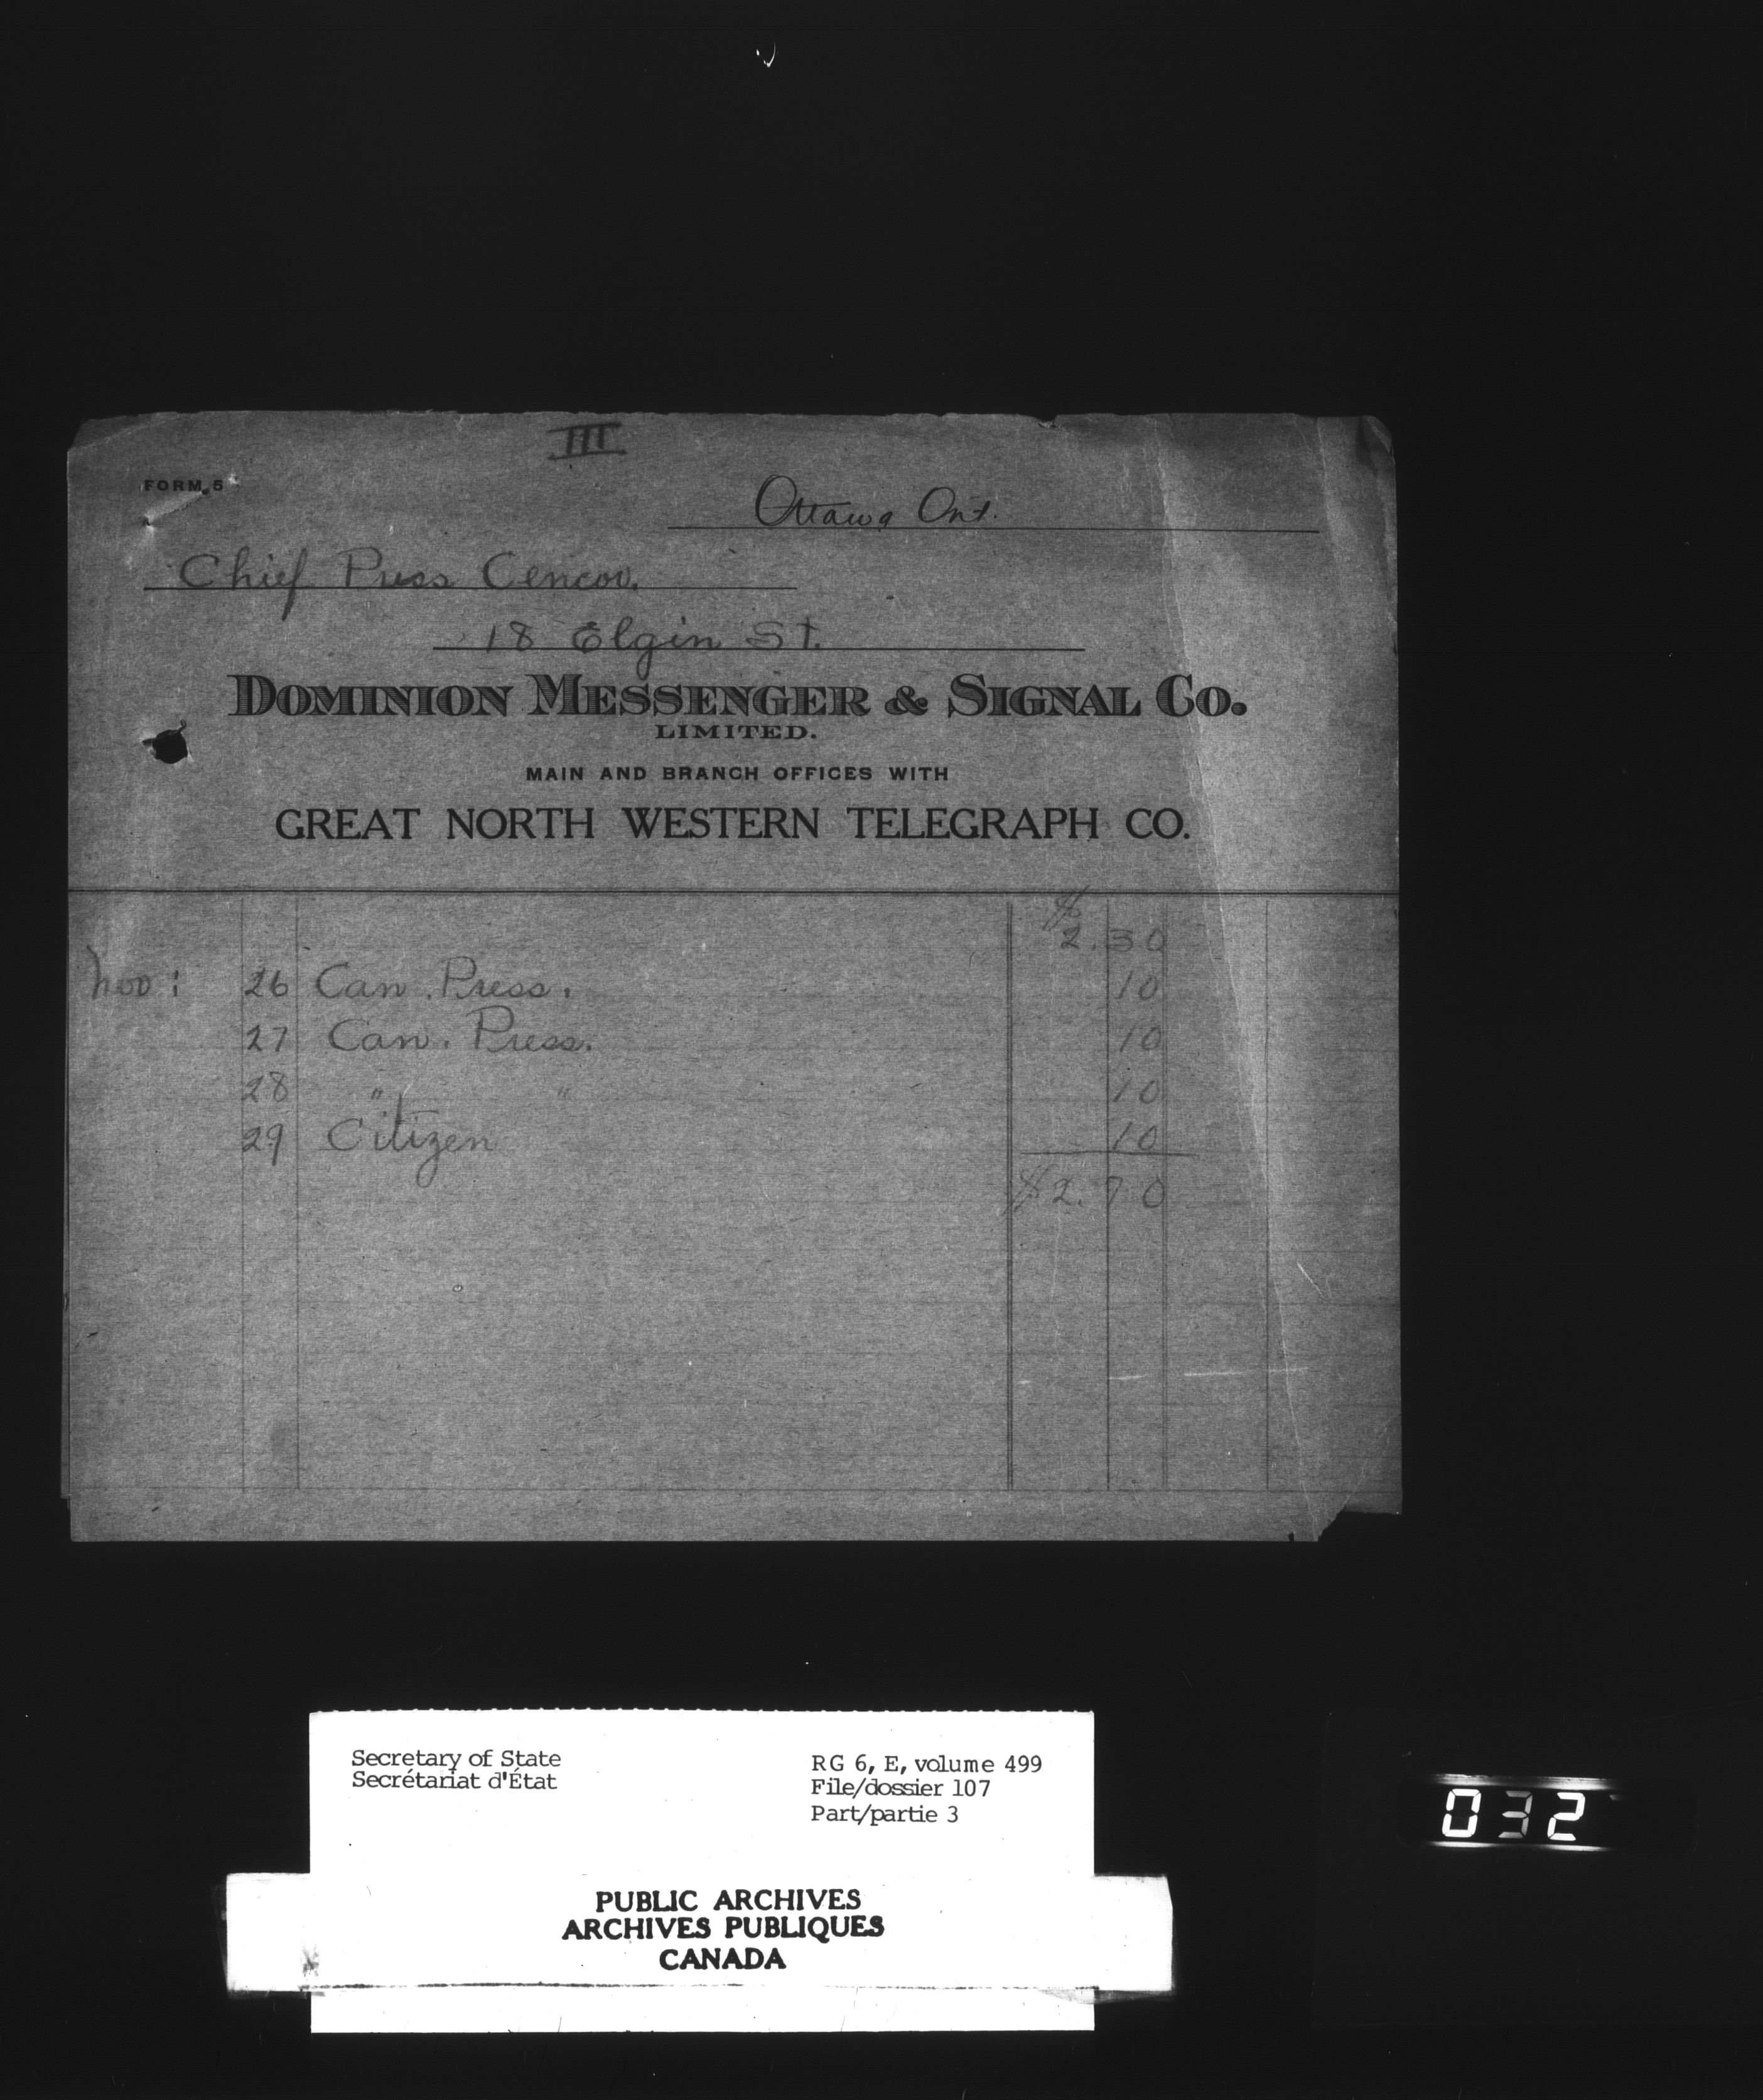 III
FORM 5
Ottawa Ont.
Chief Press Cencor.
18 Elgin St.
DOMINION MESSENGER & SIGNAL CO.
LIMITED.
MAIN AND BRANCH OFFICES WITH
GREAT NORTH WESTERN TELEGRAPH CO.
$
2.30
Nov: 26 Can. Press. 10
27 Can. Press. 10
28 " " 10
29 Citizen 10
$2.70
Secretary of State
Secrétariat d'État
RG 6, E, volume 499
File/dossier 107
Part/partie 3
PUBLIC ARCHIVES
ARCHIVES PUBLIQUES
CANADA
032